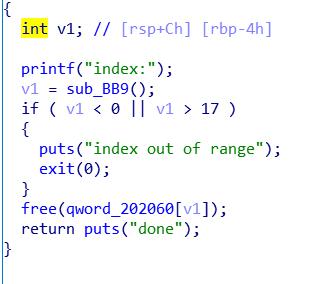 {
int v1; // [rsp+Ch] [rbp-4h]
printf("index:");
v1 = sub_BB9();
if ( v1 < 0 || v1 > 17 )
{
puts("index out of range");
exit(0);
}
free(qword_202060[v1]);
return puts("done");
}